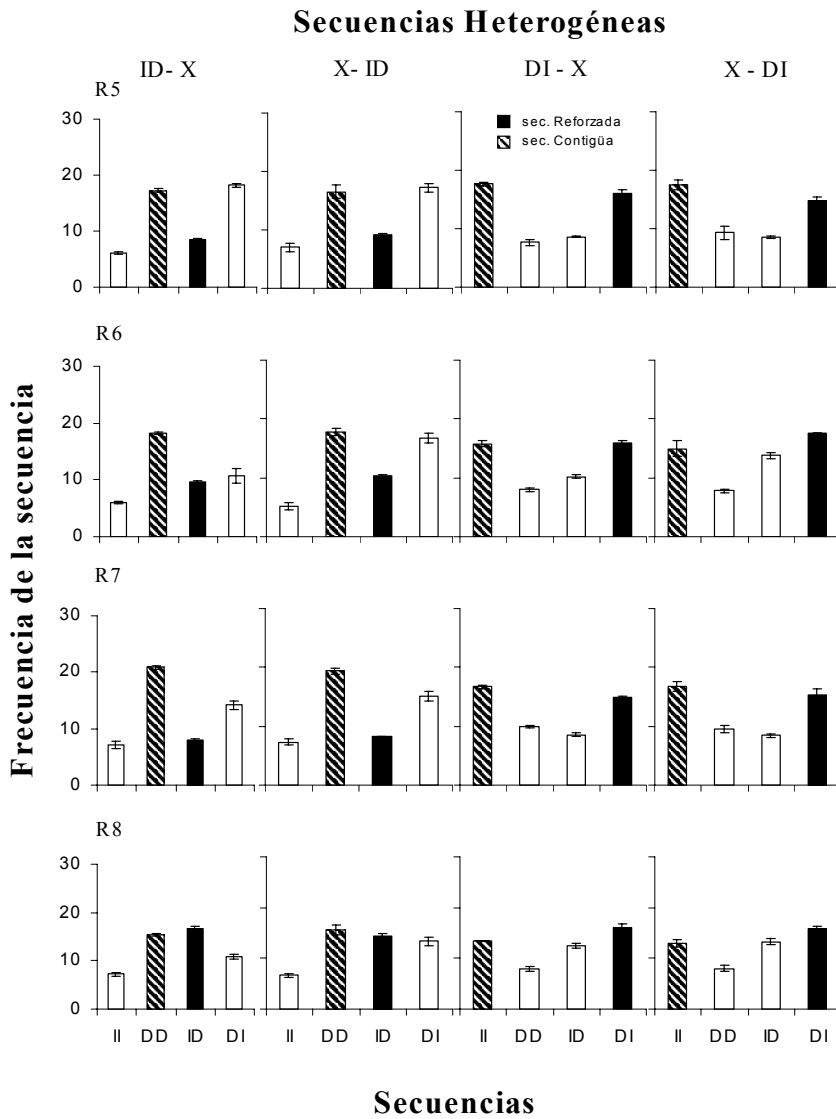 Secuencias Heterogéneas
ID- X X- ID DI - X X - DI
R5
sec. Reforzada
sec. Contigüa
30
20
10
0
R6
30
20
10
0
R7
30
20
10
0
R8
30
20
10
0
II DD ID DI II DD ID DI II DD ID DI II DD ID DI
Frecuencia de la secuencia
Secuencias